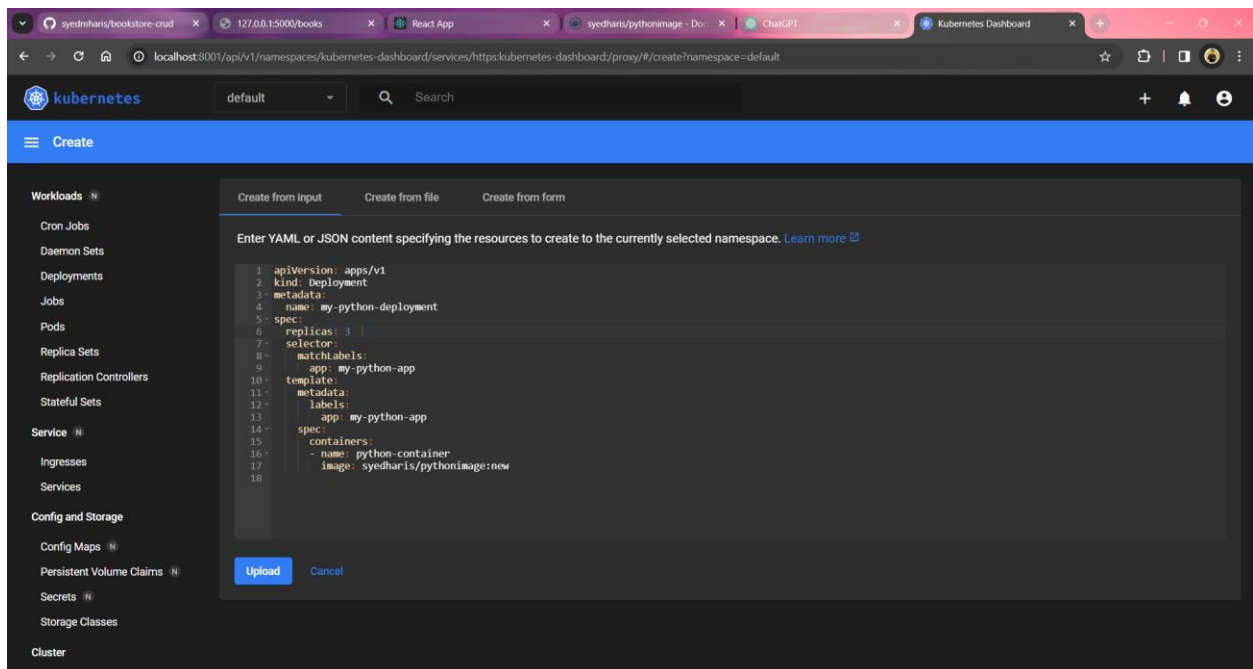 syedmharis/bookstore-crud
127.0.0.1:5000/books
React App
syedharis/pythonimage - Doc
ChatGPT
Kubernetes Dashboard
localhost:8001/api/v1/namespaces/kubernetes-dashboard/services/https:kubernetes-dashboard:/proxy/#/create?namespace=default
kubernetes
default
Search
Create
Workloads N
Cron Jobs
Daemon Sets
Deployments
Jobs
Pods
Replica Sets
Replication Controllers
Stateful Sets
Service N
Ingresses
Services
Config and Storage
Config Maps N
Persistent Volume Claims N
Secrets N
Storage Classes
Cluster
Create from input
Create from file
Create from form
Enter YAML or JSON content specifying the resources to create to the currently selected namespace. Learn more
1 apiVersion: apps/v1
2 kind: Deployment
3 metadata:
4 name: my-python-deployment
5 spec:
6 replicas: 3
7 selector:
8 matchLabels:
9 app: my-python-app
10 template:
11 metadata:
12 labels:
13 app: my-python-app
14 spec:
15 containers:
16 - name: python-container
17 image: syedharis/pythonimage:new
18
Upload
Cancel